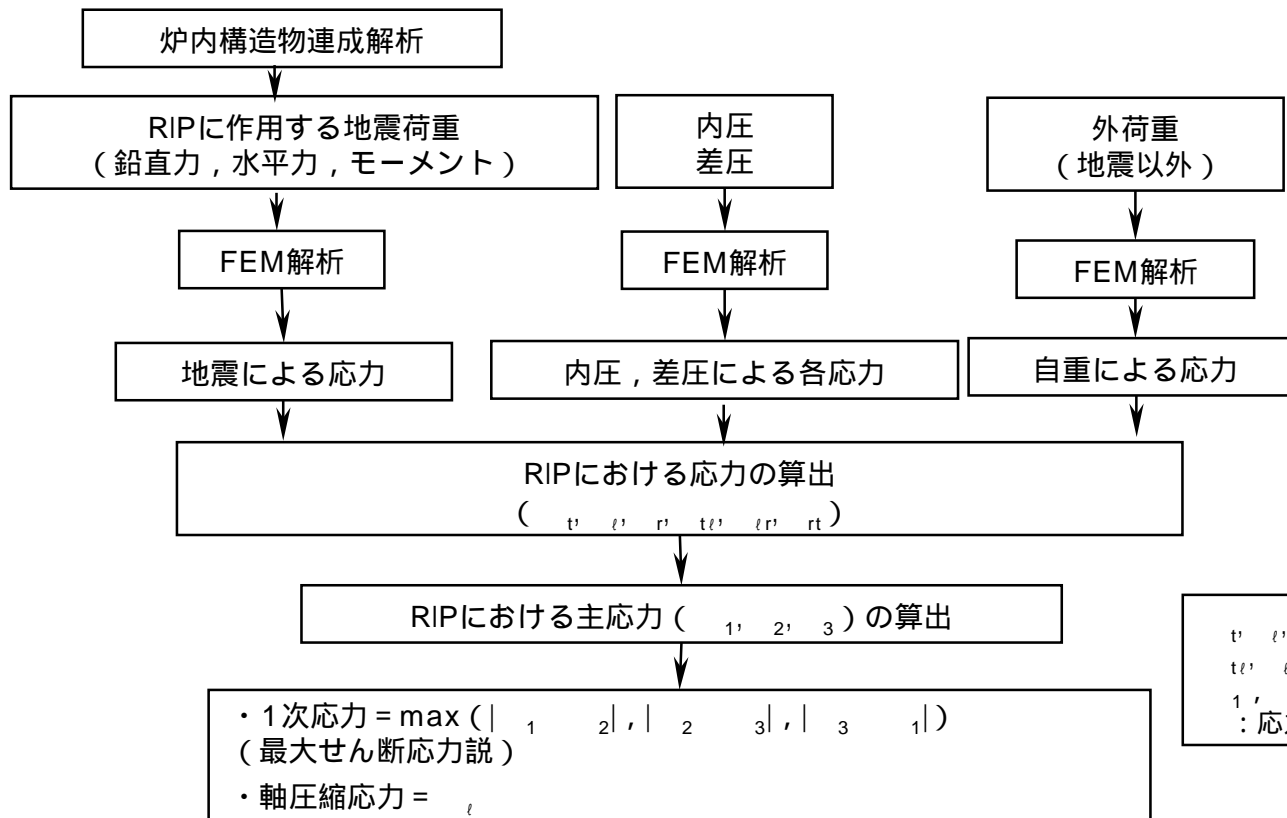 炉内構造物連成解析
RIPに作用する地震荷重
（鉛直力，水平力，モーメント）
内圧
差圧
外荷重
（地震以外）
FEM解析
FEM解析
FEM解析
地震による応力
内圧，差圧による各応力
自重による応力
RIPにおける応力の算出
（ t, ℓ, r, tℓ, ℓr, rt）
RIPにおける主応力（ 1, 2, 3）の算出
・1次応力＝max（| 1 2|，| 2 3|，| 3 1|）
（最大せん断応力説）
・軸圧縮応力＝ ℓ
t, ℓ,
tℓ,
1，
：応